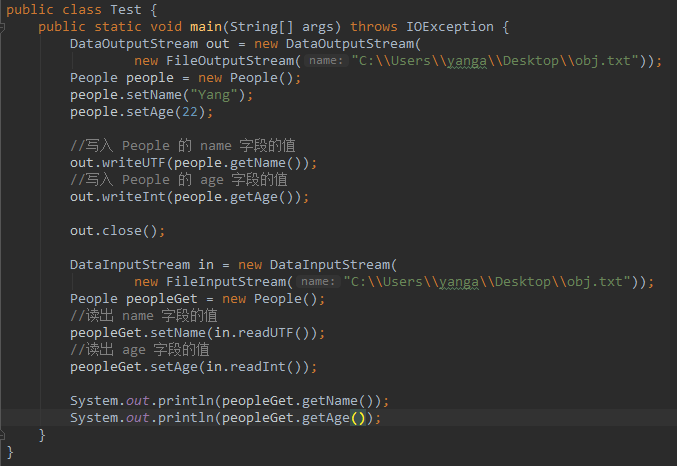 public class Test {
    public static void main(String[] args) throws IOException {
        DataOutputStream out = new DataOutputStream(
                new FileOutputStream( name: "C:\\Users\\yanga\\Desktop\\obj.txt"));
        People people = new People();
        people.setName("Yang");
        people.setAge(22);

        //写入 People 的 name 字段的值
        out.writeUTF(people.getName());
        //写入 People 的 age 字段的值
        out.writeInt(people.getAge());

        out.close();

        DataInputStream in = new DataInputStream(
                new FileInputStream( name: "C:\\Users\\yanga\\Desktop\\obj.txt"));
        People peopleGet = new People();
        //读出 name 字段的值
        peopleGet.setName(in.readUTF());
        //读出 age 字段的值
        peopleGet.setAge(in.readInt());

        System.out.println(peopleGet.getName());
        System.out.println(peopleGet.getAge());
    }
}